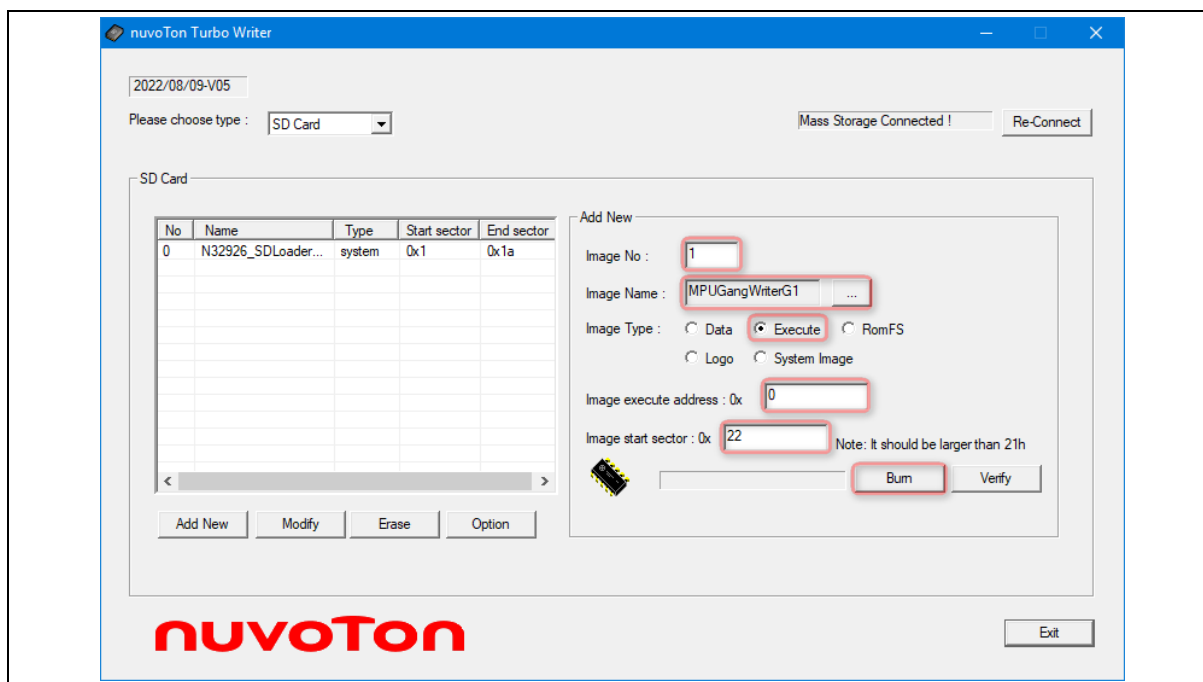 nuvoTon Turbo Writer
2022/08/09-V05
Please choose type :
SD Card
Mass Storage Connected !
Re-Connect
SD Card
No Name Type Start sector End sector
0 N32926_SDLoader... system 0x1 0x1a
Add New
Image No : 1
Image Name : MPUGangWriterG1 ...
Image Type : Data Execute RomFS
Logo System Image
Image execute address : 0x 0
Image start sector : 0x 22 Note: It should be larger than 21h
Burn Verify
Add New Modify Erase Option
nuvoTon
Exit